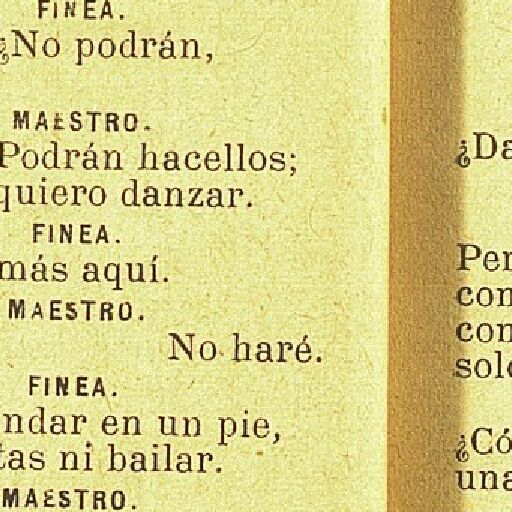 FINEA.
¿No podrán,
MAESTRO.
Podrán hacellos;
quiero danzar.
FINEA.
más aquí.
MAESTRO.
No haré.
FINEA.
ndar en un pie,
tas ni bailar.
MAESTRO.
¿Da
Per
con
con
solo
¿Có
una